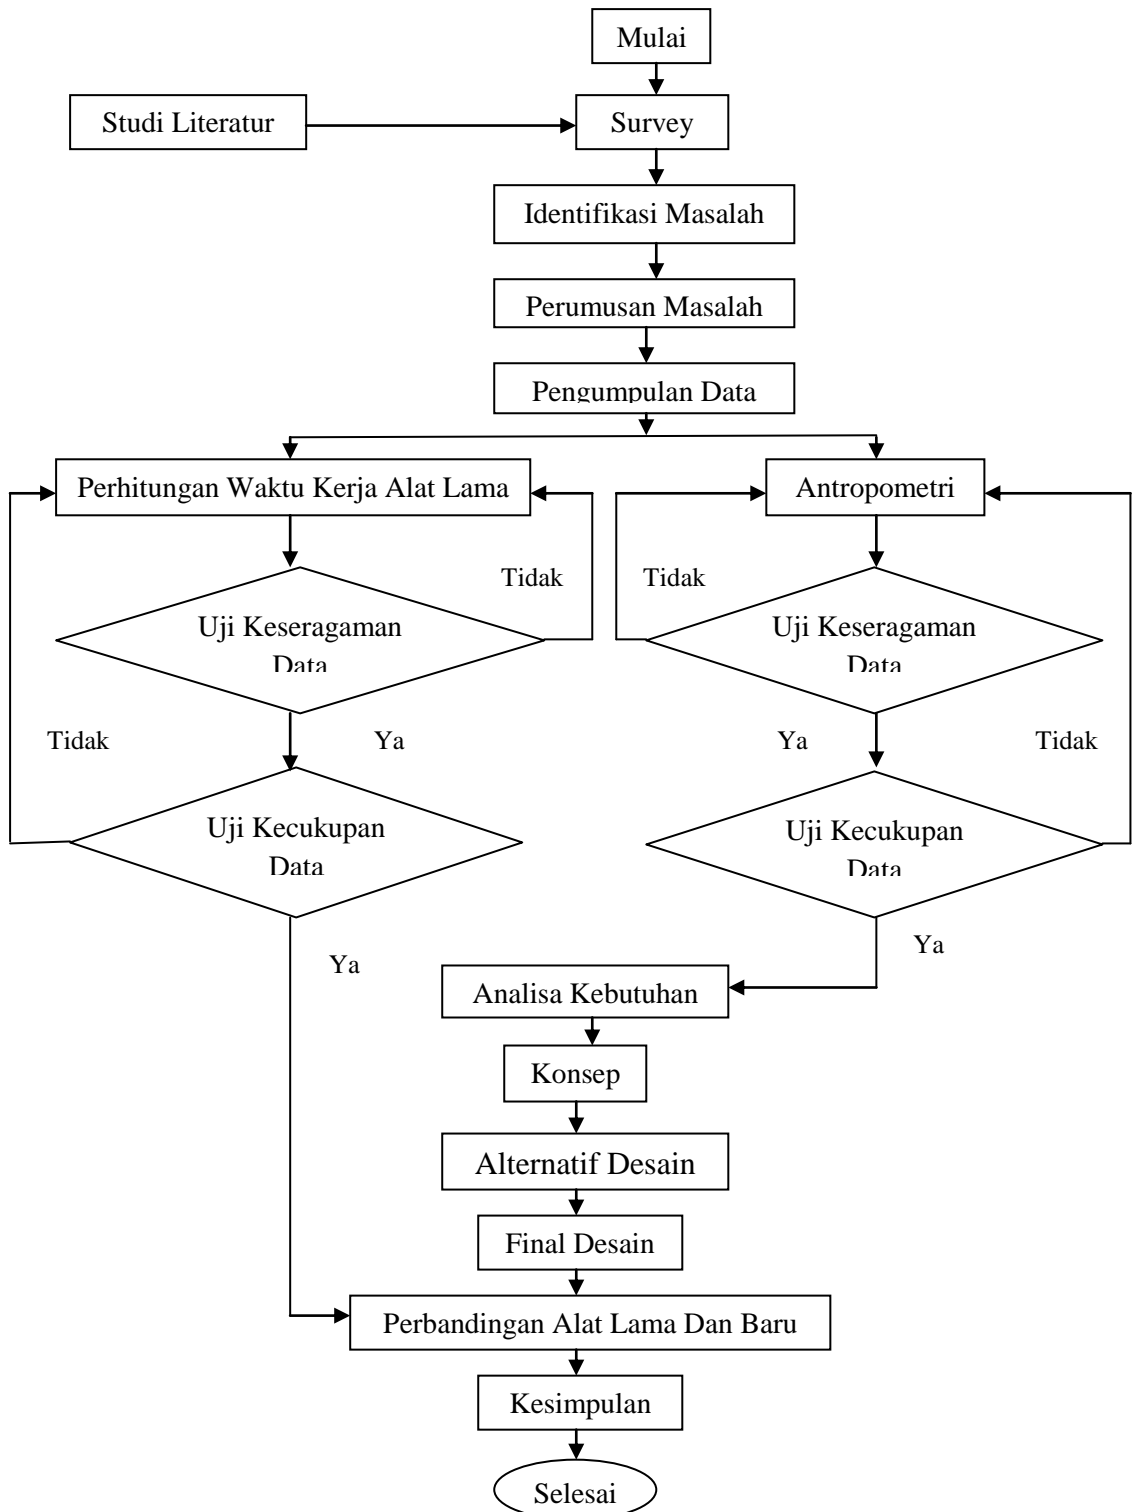 Mulai
Studi Literatur
Survey
Identifikasi Masalah
Perumusan Masalah
Pengumpulan Data
Perhitungan Waktu Kerja Alat Lama
Antropometri
Tidak
Tidak
Uji Keseragaman
Data
Uji Keseragaman
Data
Tidak
Ya
Ya
Tidak
Uji Kecukupan
Data
Uji Kecukupan
Data
Ya
Ya
Analisa Kebutuhan
Konsep
Alternatif Desain
Final Desain
Perbandingan Alat Lama Dan Baru
Kesimpulan
Selesai